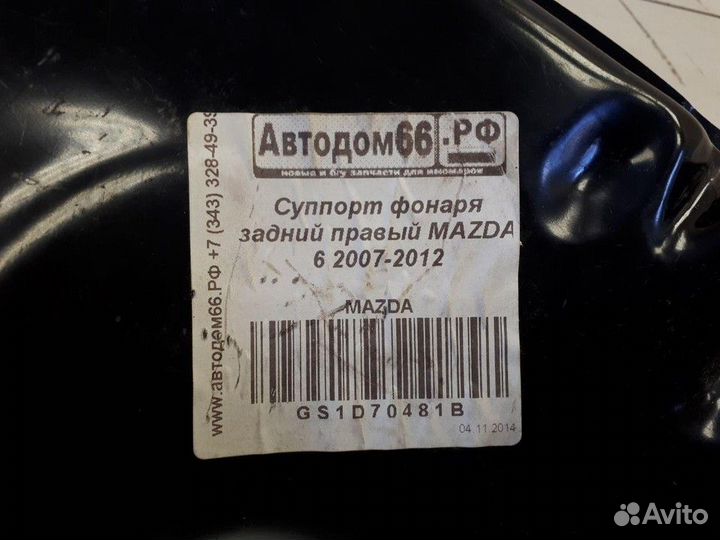 Автодом66.РФ
новые и б/у запчасти для иномарок
Суппорт фонаря
задний правый MAZDA
6 2007-2012
MAZDA
GS1D70481B
04.11.2014
www.автодом66.РФ +7 (343) 328-49-39
Avito